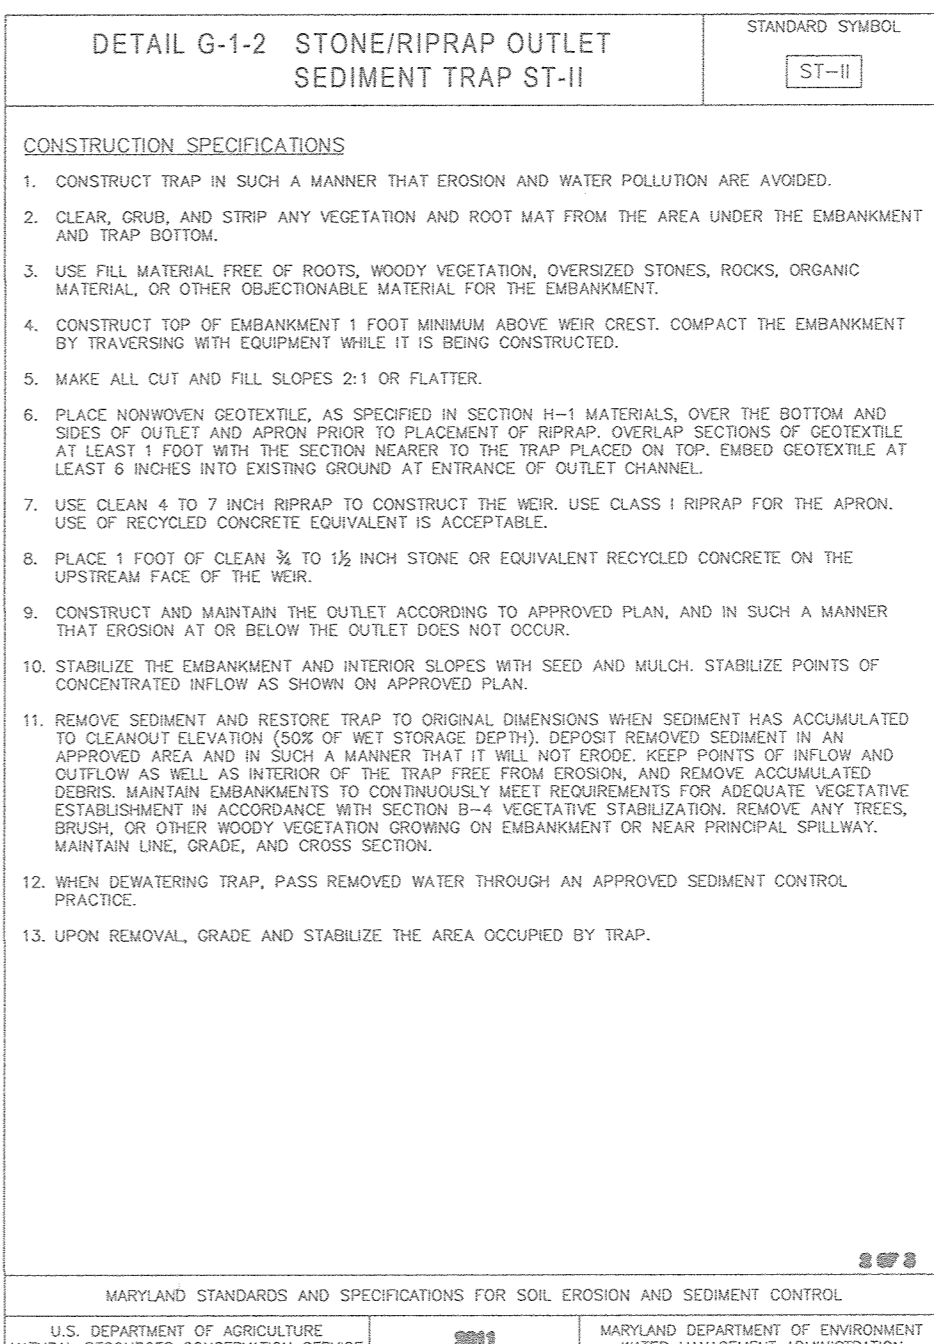 DETAIL G-1-2 STONE/RIPRAP OUTLET
SEDIMENT TRAP ST-II
STANDARD SYMBOL
ST-II
CONSTRUCTION SPECIFICATIONS
1. CONSTRUCT TRAP IN SUCH A MANNER THAT EROSION AND WATER POLLUTION ARE AVOIDED.
2. CLEAR, GRUB, AND STRIP ANY VEGETATION AND ROOT MAT FROM THE AREA UNDER THE EMBANKMENT
AND TRAP BOTTOM.
3. USE FILL MATERIAL FREE OF ROOTS, WOODY VEGETATION, OVERSIZED STONES, ROCKS, ORGANIC
MATERIAL, OR OTHER OBJECTIONABLE MATERIAL FOR THE EMBANKMENT.
4. CONSTRUCT TOP OF EMBANKMENT 1 FOOT MINIMUM ABOVE WEIR CREST. COMPACT THE EMBANKMENT
BY TRAVERSING WITH EQUIPMENT WHILE IT IS BEING CONSTRUCTED.
5. MAKE ALL CUT AND FILL SLOPES 2:1 OR FLATTER.
6. PLACE NONWOVEN GEOTEXTILE, AS SPECIFIED IN SECTION H-1 MATERIALS, OVER THE BOTTOM AND
SIDES OF OUTLET AND APRON PRIOR TO PLACEMENT OF RIPRAP. OVERLAP SECTIONS OF GEOTEXTILE
AT LEAST 1 FOOT WITH THE SECTION NEARER TO THE TRAP PLACED ON TOP. EMBED GEOTEXTILE AT
LEAST 6 INCHES INTO EXISTING GROUND AT ENTRANCE OF OUTLET CHANNEL.
7. USE CLEAN 4 TO 7 INCH RIPRAP TO CONSTRUCT THE WEIR. USE CLASS I RIPRAP FOR THE APRON.
USE OF RECYCLED CONCRETE EQUIVALENT IS ACCEPTABLE.
8. PLACE 1 FOOT OF CLEAN ¾ TO 1½ INCH STONE OR EQUIVALENT RECYCLED CONCRETE ON THE
UPSTREAM FACE OF THE WEIR.
9. CONSTRUCT AND MAINTAIN THE OUTLET ACCORDING TO APPROVED PLAN, AND IN SUCH A MANNER
THAT EROSION AT OR BELOW THE OUTLET DOES NOT OCCUR.
10. STABILIZE THE EMBANKMENT AND INTERIOR SLOPES WITH SEED AND MULCH. STABILIZE POINTS OF
CONCENTRATED INFLOW AS SHOWN ON APPROVED PLAN.
11. REMOVE SEDIMENT AND RESTORE TRAP TO ORIGINAL DIMENSIONS WHEN SEDIMENT HAS ACCUMULATED
TO CLEANOUT ELEVATION (50% OF WET STORAGE DEPTH). DEPOSIT REMOVED SEDIMENT IN AN
APPROVED AREA AND IN SUCH A MANNER THAT IT WILL NOT ERODE. KEEP POINTS OF INFLOW AND
OUTFLOW AS WELL AS INTERIOR OF THE TRAP FREE FROM EROSION, AND REMOVE ACCUMULATED
DEBRIS. MAINTAIN EMBANKMENTS TO CONTINUOUSLY MEET REQUIREMENTS FOR ADEQUATE VEGETATIVE
ESTABLISHMENT IN ACCORDANCE WITH SECTION B-4 VEGETATIVE STABILIZATION. REMOVE ANY TREES,
BRUSH, OR OTHER WOODY VEGETATION GROWING ON EMBANKMENT OR NEAR PRINCIPAL SPILLWAY.
MAINTAIN LINE, GRADE, AND CROSS SECTION.
12. WHEN DEWATERING TRAP, PASS REMOVED WATER THROUGH AN APPROVED SEDIMENT CONTROL
PRACTICE.
13. UPON REMOVAL, GRADE AND STABILIZE THE AREA OCCUPIED BY TRAP.
MARYLAND STANDARDS AND SPECIFICATIONS FOR SOIL EROSION AND SEDIMENT CONTROL
U.S. DEPARTMENT OF AGRICULTURE
NATURAL RESOURCES CONSERVATION SERVICE
2011
MARYLAND DEPARTMENT OF ENVIRONMENT
WATER MANAGEMENT ADMINISTRATION